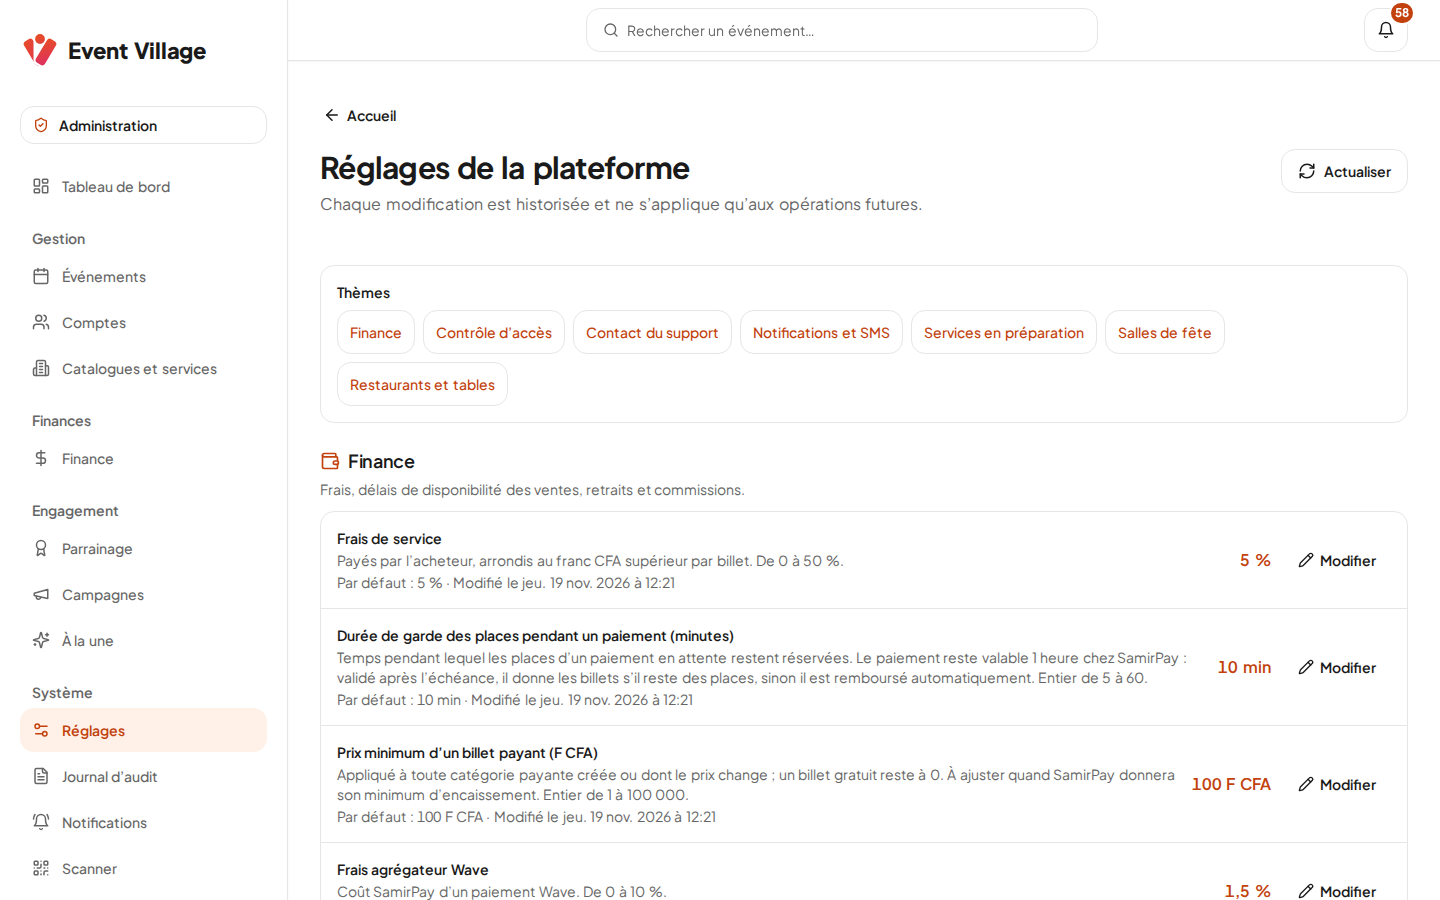 Event Village
Rechercher un événement…
58
Administration
Tableau de bord
Gestion
Événements
Comptes
Catalogues et services
Finances
Finance
Engagement
Parrainage
Campagnes
À la une
Système
Réglages
Journal d’audit
Notifications
Scanner
Accueil
Réglages de la plateforme
Actualiser
Chaque modification est historisée et ne s’applique qu’aux opérations futures.
Thèmes
Finance
Contrôle d’accès
Contact du support
Notifications et SMS
Services en préparation
Salles de fête
Restaurants et tables
Finance
Frais, délais de disponibilité des ventes, retraits et commissions.
Frais de service
Payés par l’acheteur, arrondis au franc CFA supérieur par billet. De 0 à 50 %.
Par défaut : 5 % · Modifié le jeu. 19 nov. 2026 à 12:21
5 %
Modifier
Durée de garde des places pendant un paiement (minutes)
Temps pendant lequel les places d’un paiement en attente restent réservées. Le paiement reste valable 1 heure chez SamirPay :
validé après l’échéance, il donne les billets s’il reste des places, sinon il est remboursé automatiquement. Entier de 5 à 60.
Par défaut : 10 min · Modifié le jeu. 19 nov. 2026 à 12:21
10 min
Modifier
Prix minimum d’un billet payant (F CFA)
Appliqué à toute catégorie payante créée ou dont le prix change ; un billet gratuit reste à 0. À ajuster quand SamirPay donnera
son minimum d’encaissement. Entier de 1 à 100 000.
Par défaut : 100 F CFA · Modifié le jeu. 19 nov. 2026 à 12:21
100 F CFA
Modifier
Frais agrégateur Wave
Coût SamirPay d’un paiement Wave. De 0 à 10 %.
1,5 %
Modifier